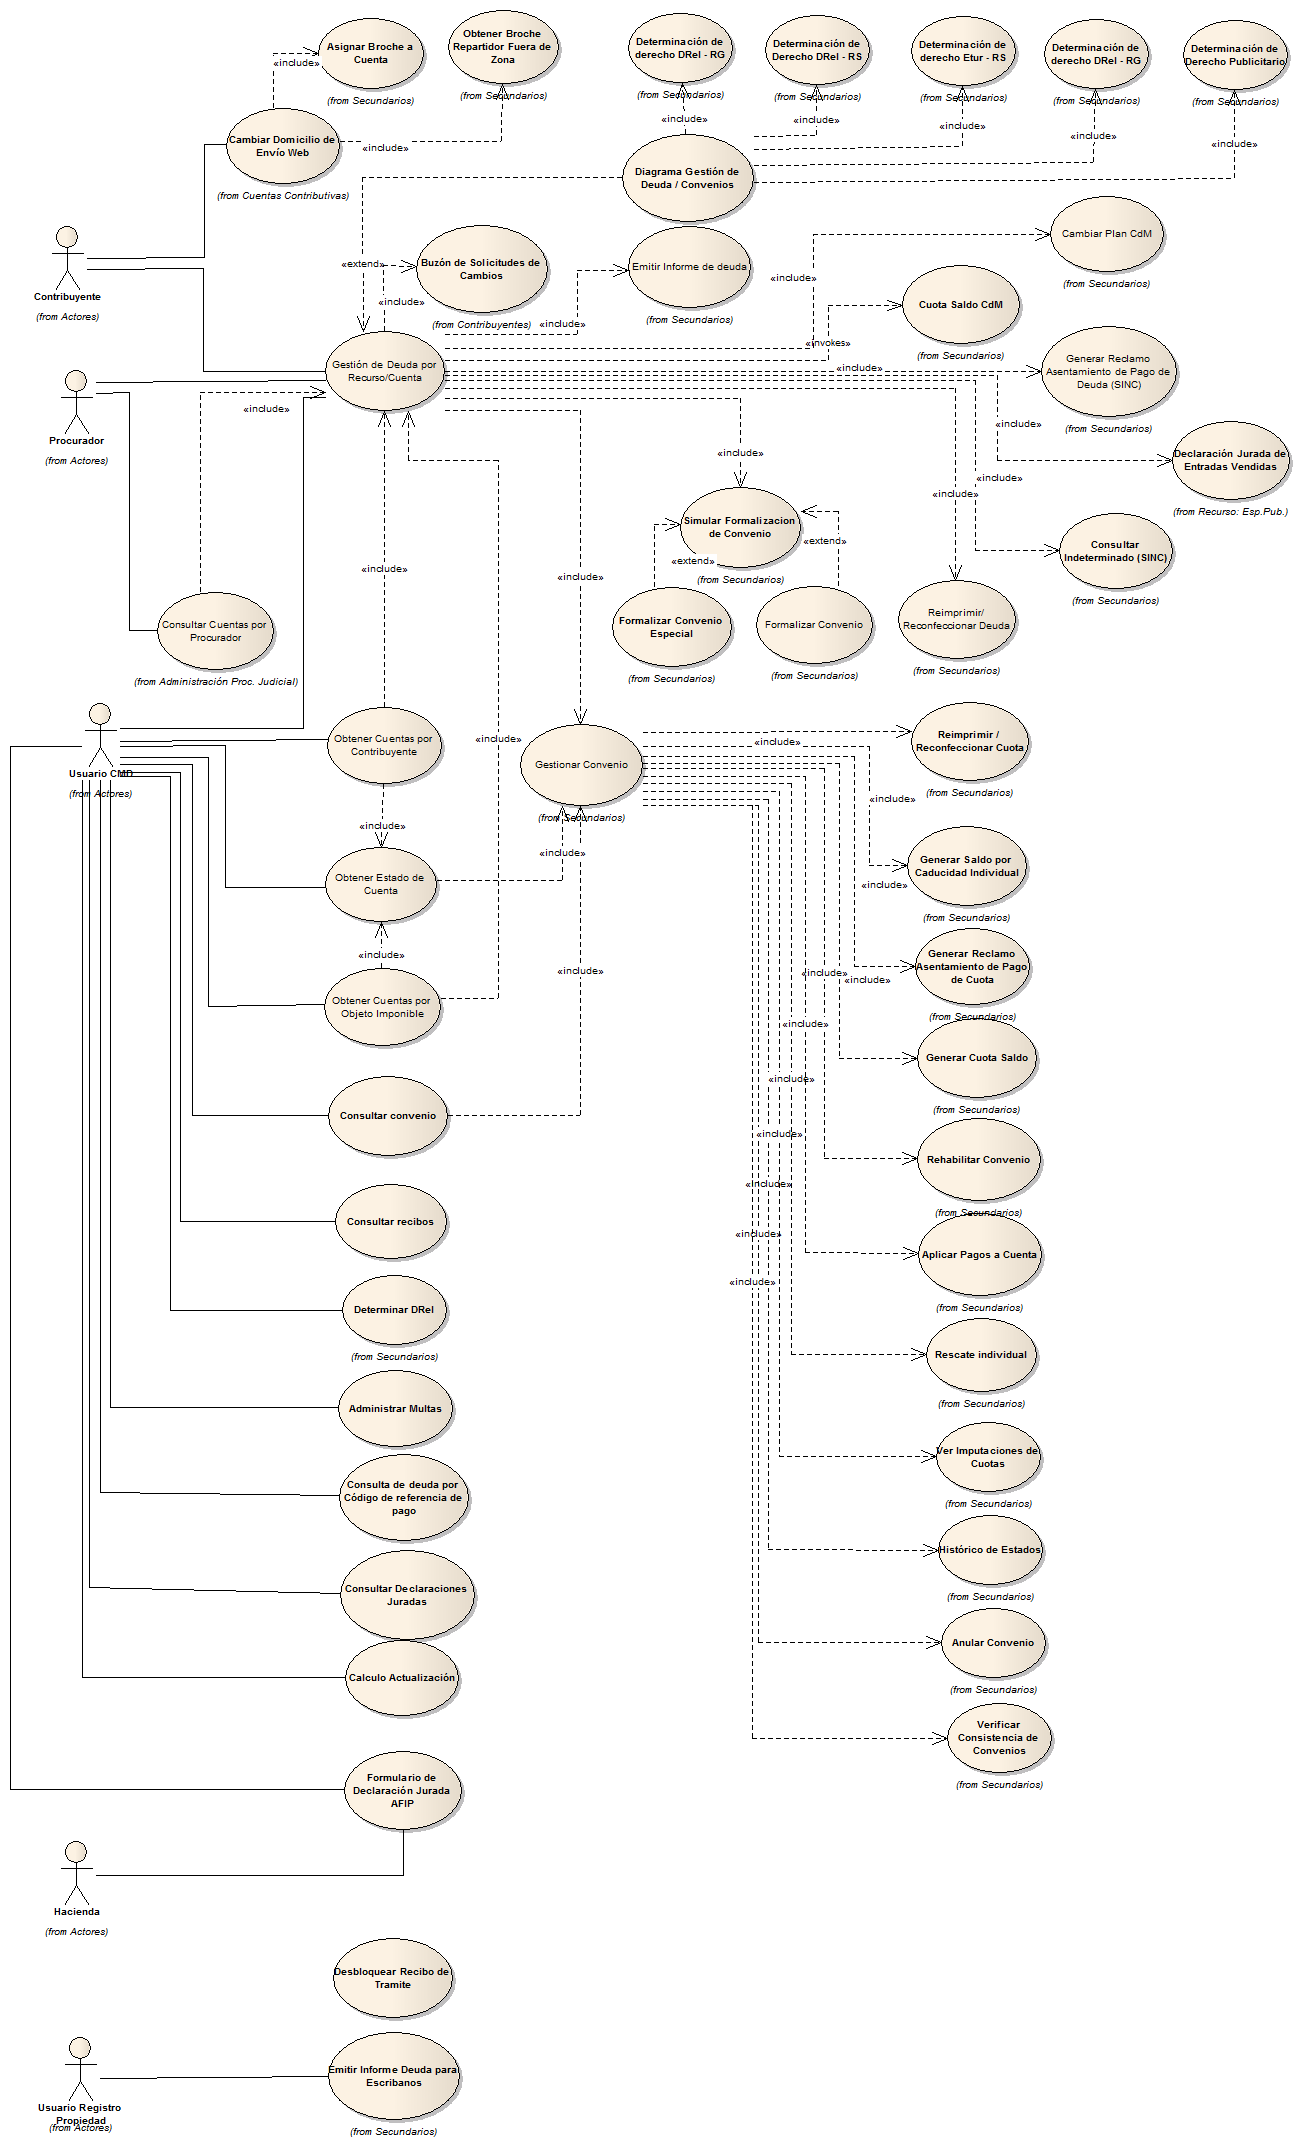 Asignar Broche a
Cuenta
(from Secundarios)
Obtener Broche
Repartidor Fuera de
Zona
(from Secundarios)
Determinación de
derecho DRel - RG
(from Secundarios)
Determinación de
Derecho DRel - RS
(from Secundarios)
Determinación de
derecho Etur - RS
(from Secundarios)
Determinación de
derecho DRel - RG
(from Secundarios)
Determinación de
Derecho Publicitario
(from Secundarios)
«include»
«include»
«include»
«include»
«include»
«include»
«include»
Cambiar Domicilio de
Envío Web
(from Cuentas Contributivas)
Diagrama Gestión de
Deuda / Convenios
Contribuyente
(from Actores)
«extend»
Buzón de Solicitudes de
Cambios
(from Contribuyentes)
«include»
Emitir Informe de deuda
(from Secundarios)
«include»
Cambiar Plan CdM
(from Secundarios)
«include»
Cuota Saldo CdM
(from Secundarios)
«invokes»
Gestión de Deuda por
Recurso/Cuenta
«include»
Generar Reclamo
Asentamiento de Pago de
Deuda (SINC)
(from Secundarios)
Procurador
(from Actores)
«include»
«include»
Declaración Jurada de
Entradas Vendidas
(from Recurso: Esp.Pub.)
«include»
«include»
«include»
Simular Formalizacion
de Convenio
(from Secundarios)
«extend»
«extend»
Consultar
Indeterminado (SINC)
(from Secundarios)
«include»
«include»
Formalizar Convenio
Especial
(from Secundarios)
Formalizar Convenio
(from Secundarios)
Reimprimir/
Reconfeccionar Deuda
(from Secundarios)
Consultar Cuentas por
Procurador
(from Administración Proc. Judicial)
Usuario CMD
(from Actores)
Obtener Cuentas por
Contribuyente
«include»
«include»
Gestionar Convenio
(from Secundarios)
«include»
Reimprimir /
Reconfeccionar Cuota
(from Secundarios)
«include»
Obtener Estado de
Cuenta
«include»
«include»
Generar Saldo por
Caducidad Individual
(from Secundarios)
«include»
Obtener Cuentas por
Objeto Imponible
«include»
Generar Reclamo
Asentamiento de Pago
de Cuota
(from Secundarios)
«include»
«include»
«include»
Generar Cuota Saldo
(from Secundarios)
«include»
Consultar convenio
«include»
Rehabilitar Convenio
(from Secundarios)
«include»
Consultar recibos
«include»
Aplicar Pagos a Cuenta
(from Secundarios)
«include»
Determinar DRel
(from Secundarios)
Rescate individual
(from Secundarios)
Administrar Multas
Ver Imputaciones de
Cuotas
(from Secundarios)
Consulta de deuda por
Código de referencia de
pago
Histórico de Estados
(from Secundarios)
Consultar Declaraciones
Juradas
Anular Convenio
(from Secundarios)
Calculo Actualización
Verificar
Consistencia de
Convenios
(from Secundarios)
Formulario de
Declaración Jurada
AFIP
Hacienda
(from Actores)
Desbloquear Recibo de
Tramite
Usuario Registro
Propiedad
(from Actores)
Emitir Informe Deuda para
Escribanos
(from Secundarios)